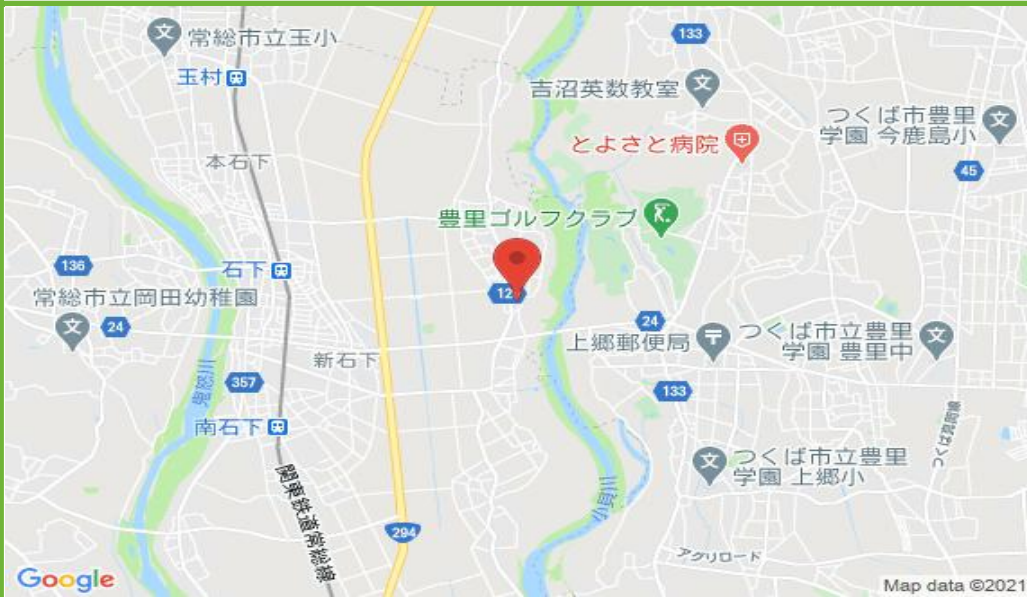 常総市立玉小
133
玉村
吉沼英数教室
つくば市豊里
学園 今鹿島小
とよさと病院
本石下
45
豊里ゴルフクラブ
136
石下
常総市立岡田幼稚園
24
24
上郷郵便局
つくば市立豊里
学園 豊里中
新石下
鬼怒川
357
133
南石下
つくば市立豊里
学園 上郷小
関東鉄道常総線
小貝川
294
アグリロード
Google
Map data ©2021